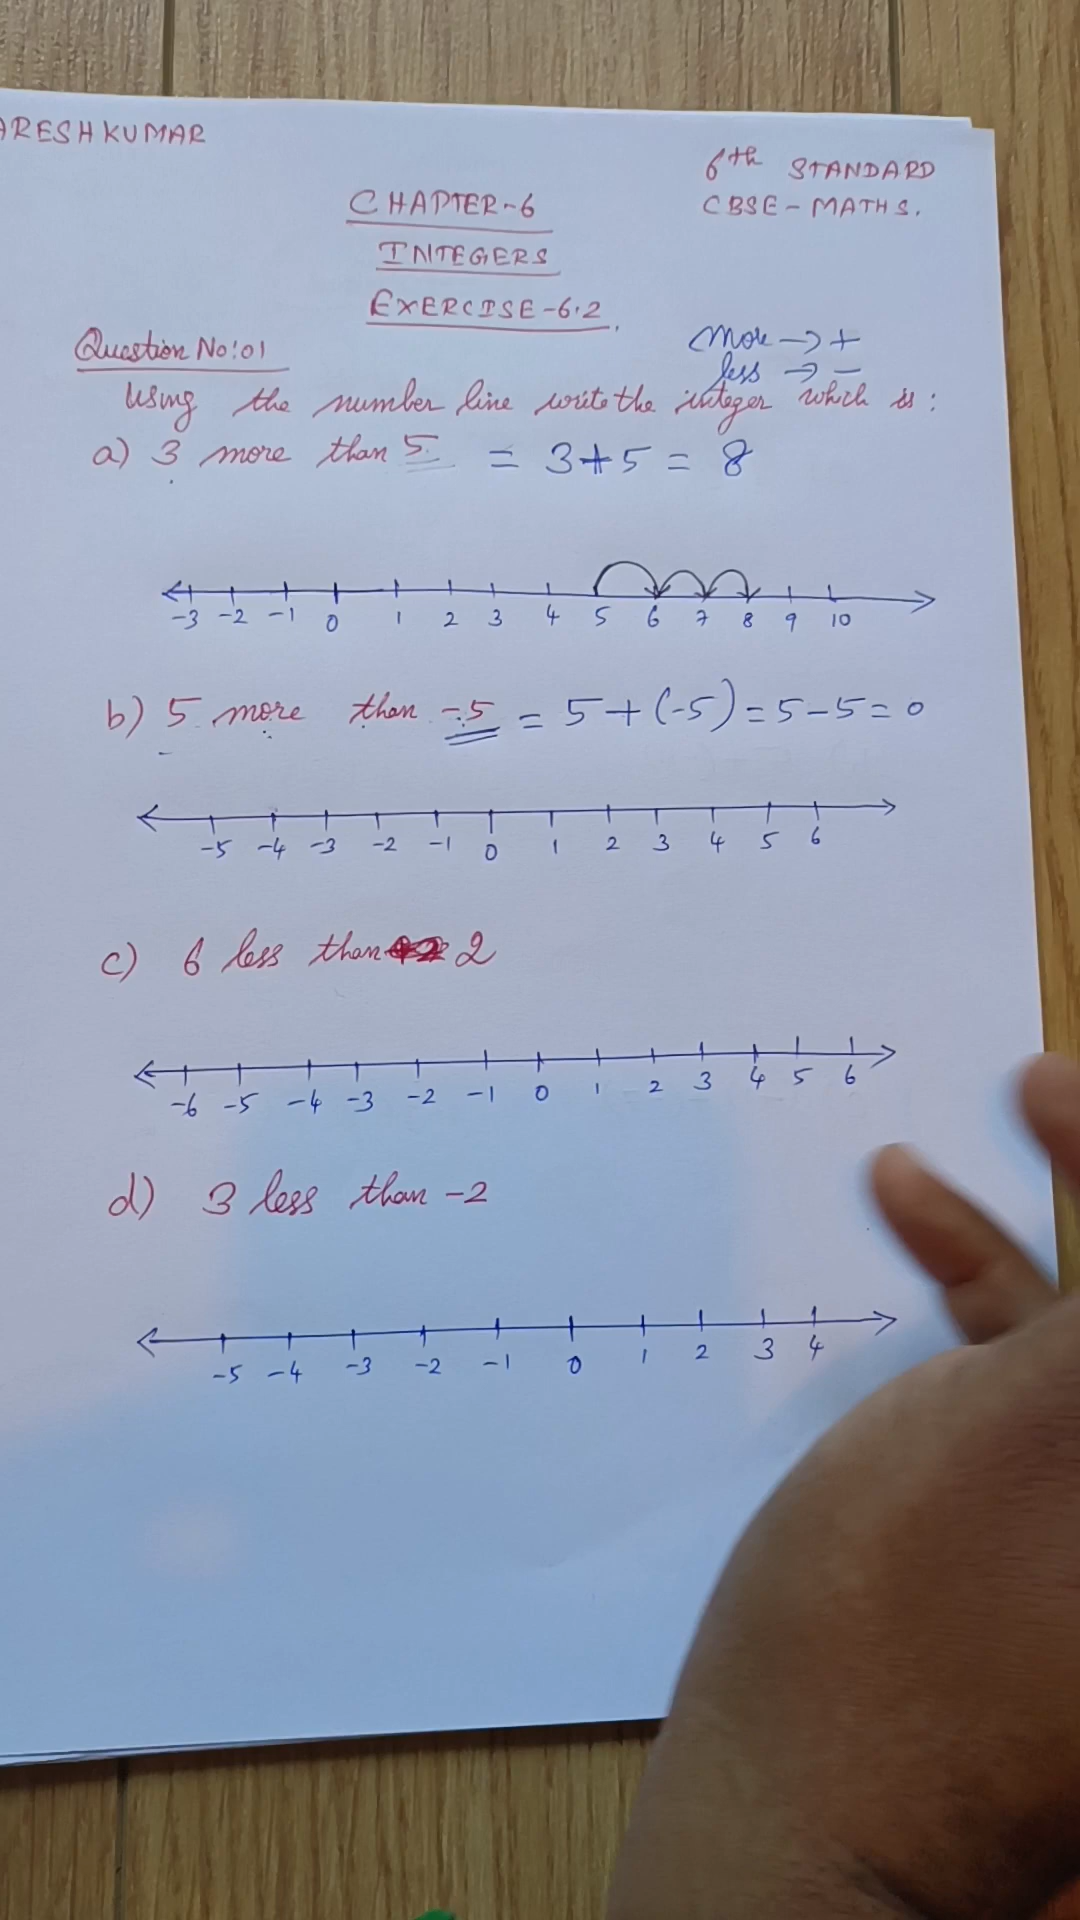 ARESHKUMAR
6th STANDARD
CBSE - MATHS.
CHAPTER-6
INTEGERS
EXERCISE-6.2
Question No:01
More -> +
less -> -
Using the number line write the integer which is:
a) 3 more than 5 = 3+5 = 8
-3 -2 -1 0 1 2 3 4 5 6 7 8 9 10
b) 5 more than -5 = 5+(-5) = 5-5=0
-5 -4 -3 -2 -1 0 1 2 3 4 5 6
c) 6 less than 2
-6 -5 -4 -3 -2 -1 0 1 2 3 4 5 6
d) 3 less than -2
-5 -4 -3 -2 -1 0 1 2 3 4